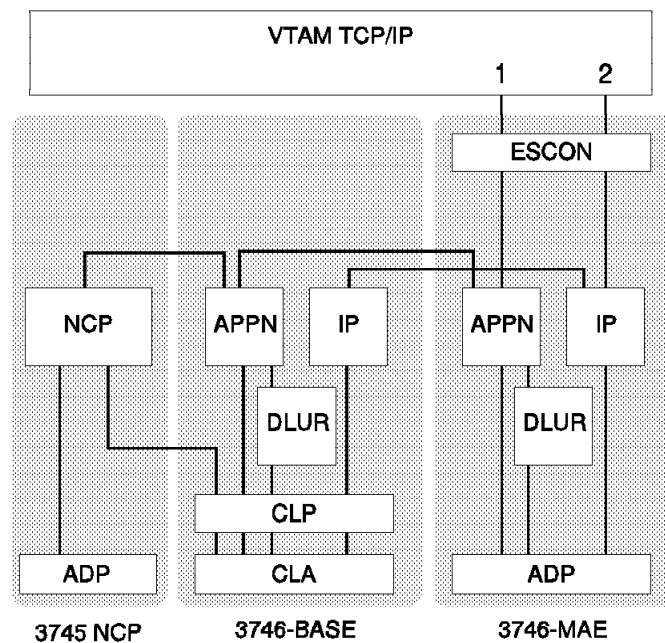 VTAM TCP/IP
1 2
ESCON
NCP APPN IP APPN IP
DLUR DLUR
CLP
ADP CLA ADP
3745 NCP 3746-BASE 3746-MAE